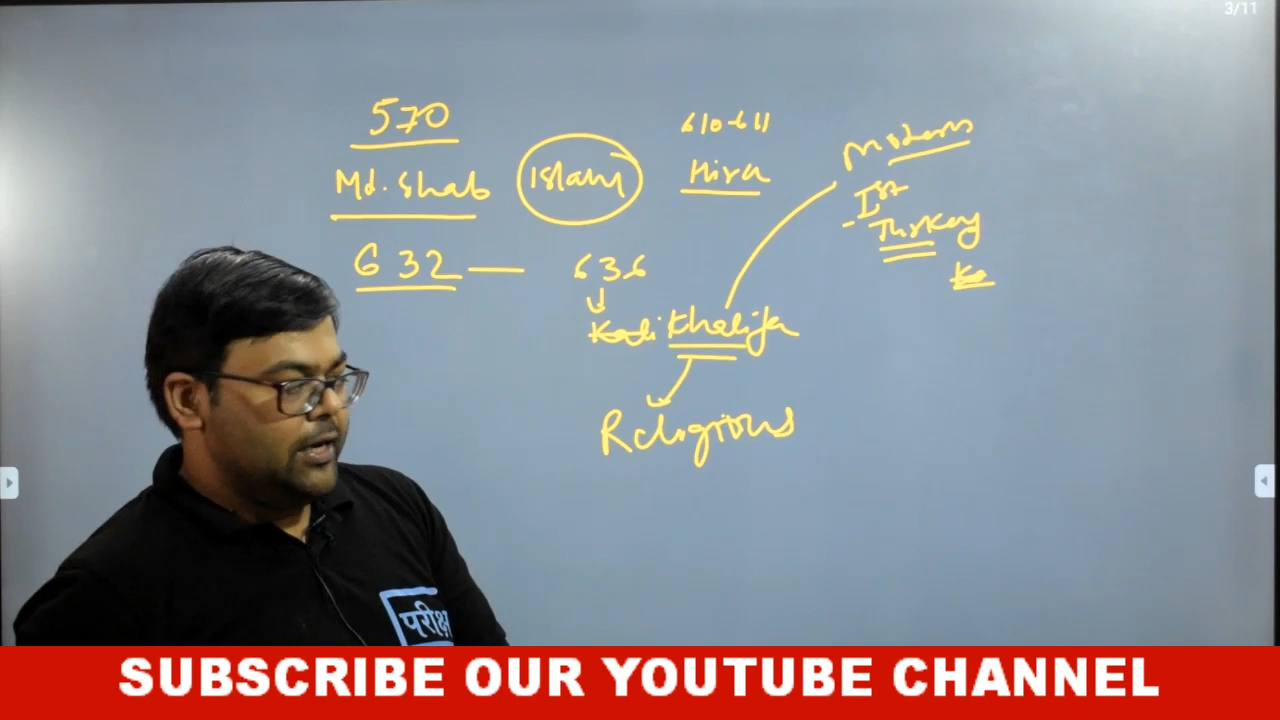 3/11
570
610-611
Modern
Md. Shab
Islam
Hira
Ist
- Turkey
632 —
636
Ka
Khalifa
Religious
परीक्ष
SUBSCRIBE OUR YOUTUBE CHANNEL